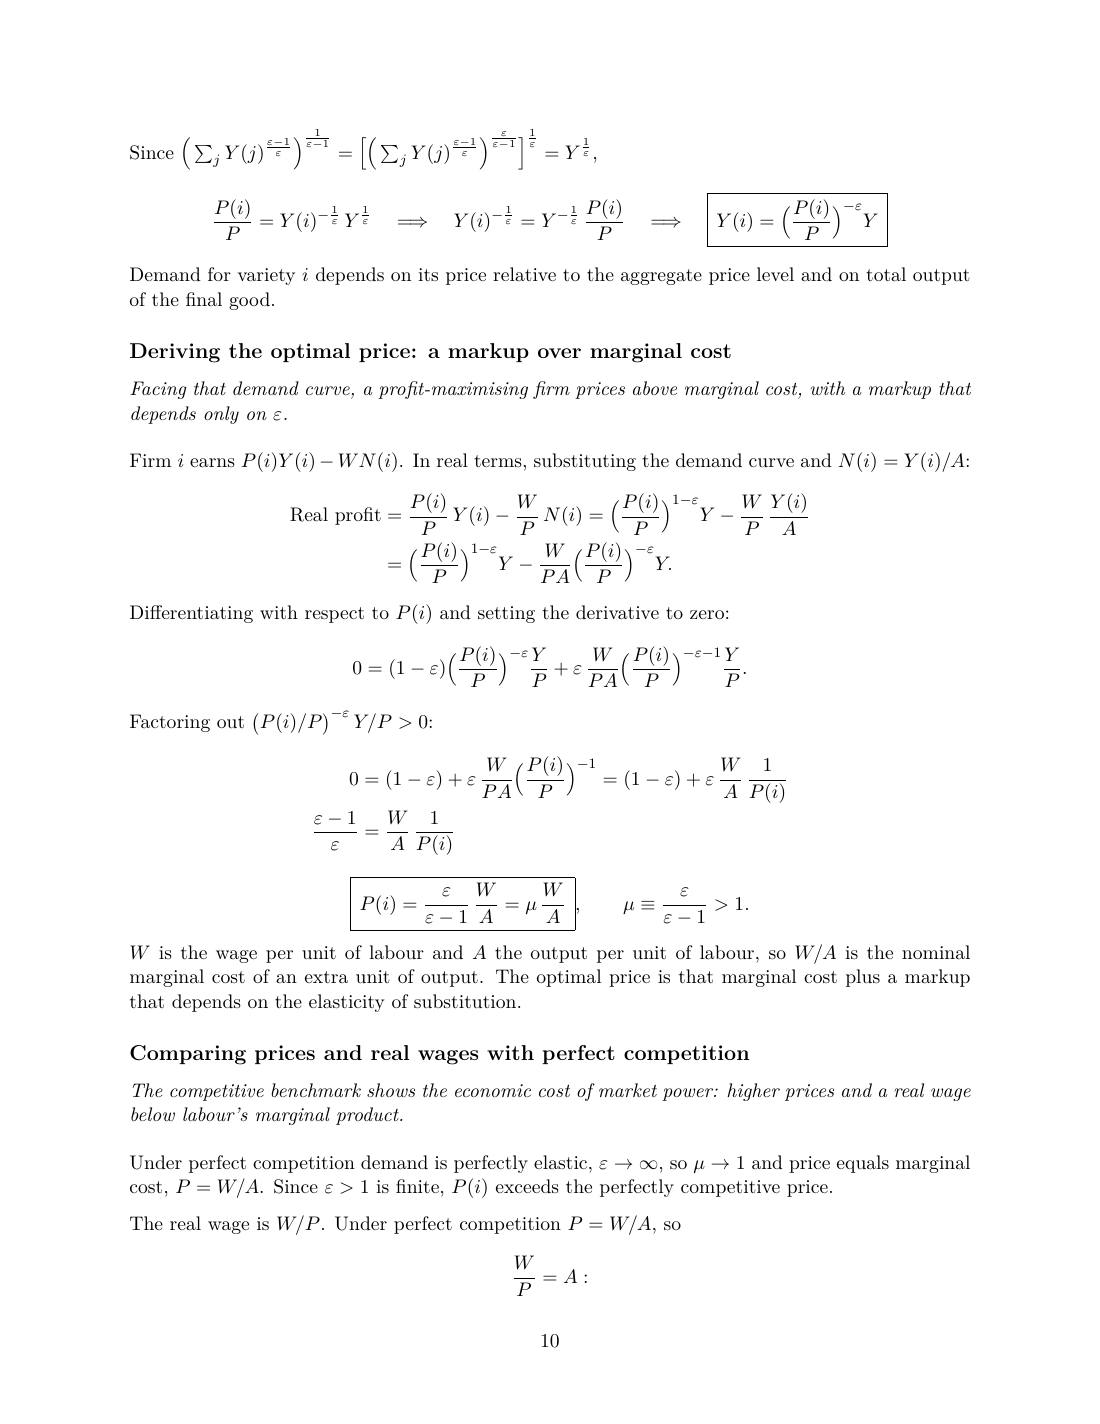 Since (∑_j Y(j)^{(ε−1)/ε})^{1/(ε−1)} = [(∑_j Y(j)^{(ε−1)/ε})^{ε/(ε−1)}]^{1/ε} = Y^{1/ε},
P(i)/P = Y(i)^{−1/ε} Y^{1/ε} ⟹ Y(i)^{−1/ε} = Y^{−1/ε} P(i)/P ⟹ Y(i) = (P(i)/P)^{−ε} Y
Demand for variety i depends on its price relative to the aggregate price level and on total output
of the final good.
Deriving the optimal price: a markup over marginal cost
Facing that demand curve, a profit-maximising firm prices above marginal cost, with a markup that
depends only on ε.
Firm i earns P(i)Y(i) − WN(i). In real terms, substituting the demand curve and N(i) = Y(i)/A:
Real profit = P(i)/P Y(i) − W/P N(i) = (P(i)/P)^{1−ε} Y − W/P Y(i)/A
= (P(i)/P)^{1−ε} Y − W/PA (P(i)/P)^{−ε} Y.
Differentiating with respect to P(i) and setting the derivative to zero:
0 = (1 − ε)(P(i)/P)^{−ε} Y/P + ε W/PA (P(i)/P)^{−ε−1} Y/P.
Factoring out (P(i)/P)^{−ε} Y/P > 0:
0 = (1 − ε) + ε W/PA (P(i)/P)^{−1} = (1 − ε) + ε W/A 1/P(i)
(ε − 1)/ε = W/A 1/P(i)
P(i) = ε/(ε − 1) W/A = μ W/A, μ ≡ ε/(ε − 1) > 1.
W is the wage per unit of labour and A the output per unit of labour, so W/A is the nominal
marginal cost of an extra unit of output. The optimal price is that marginal cost plus a markup
that depends on the elasticity of substitution.
Comparing prices and real wages with perfect competition
The competitive benchmark shows the economic cost of market power: higher prices and a real wage
below labour's marginal product.
Under perfect competition demand is perfectly elastic, ε → ∞, so μ → 1 and price equals marginal
cost, P = W/A. Since ε > 1 is finite, P(i) exceeds the perfectly competitive price.
The real wage is W/P. Under perfect competition P = W/A, so
W/P = A :
10